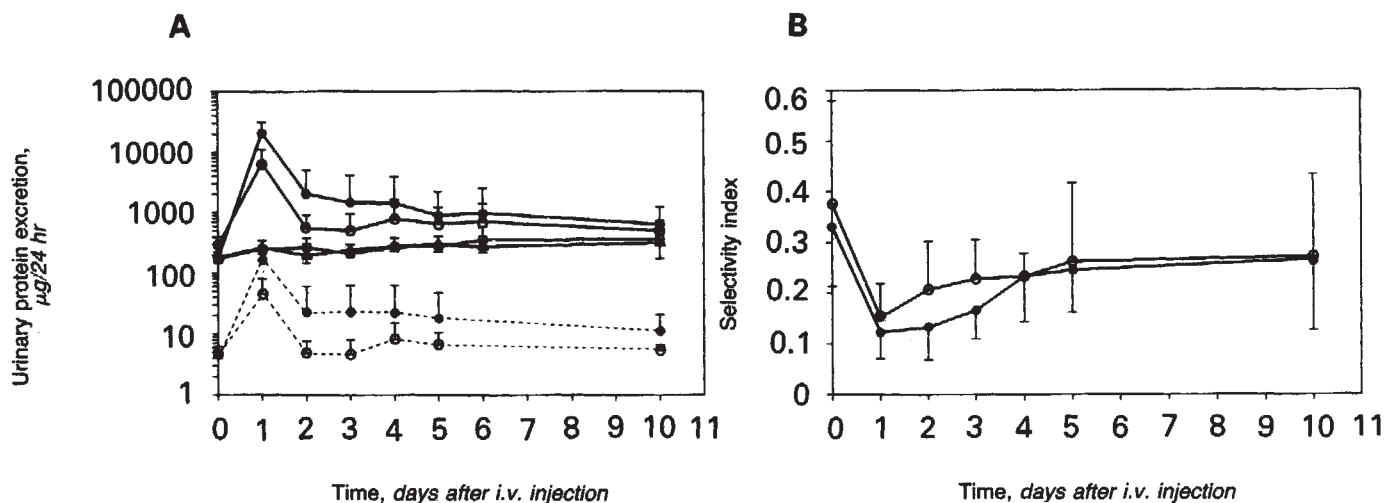 A
B
Urinary protein excretion,
µg/24 hr
100000
10000
1000
100
10
1
0 1 2 3 4 5 6 7 8 9 10 11
Time, days after i.v. injection
Selectivity index
0.6
0.5
0.4
0.3
0.2
0.1
0
0 1 2 3 4 5 6 7 8 9 10 11
Time, days after i.v. injection